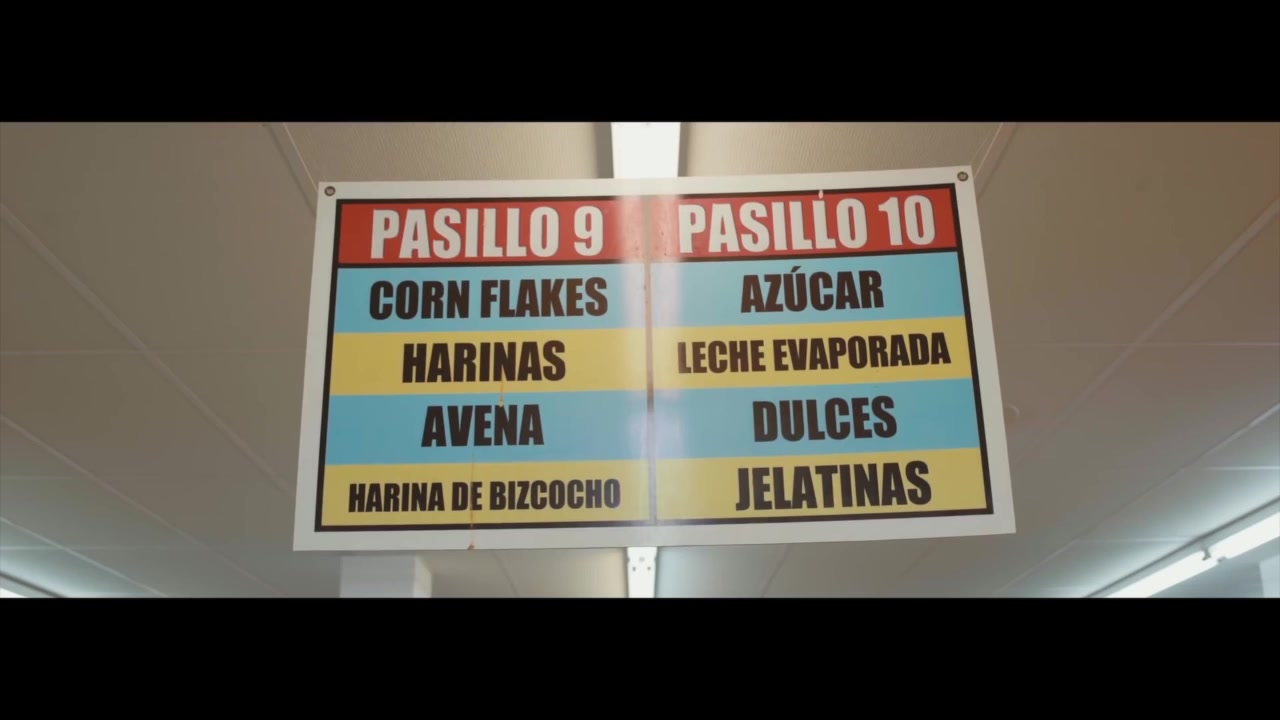 PASILLO 9
CORN FLAKES
HARINAS
AVENA
HARINA DE BIZCOCHO
PASILLO 10
AZÚCAR
LECHE EVAPORADA
DULCES
JELATINAS